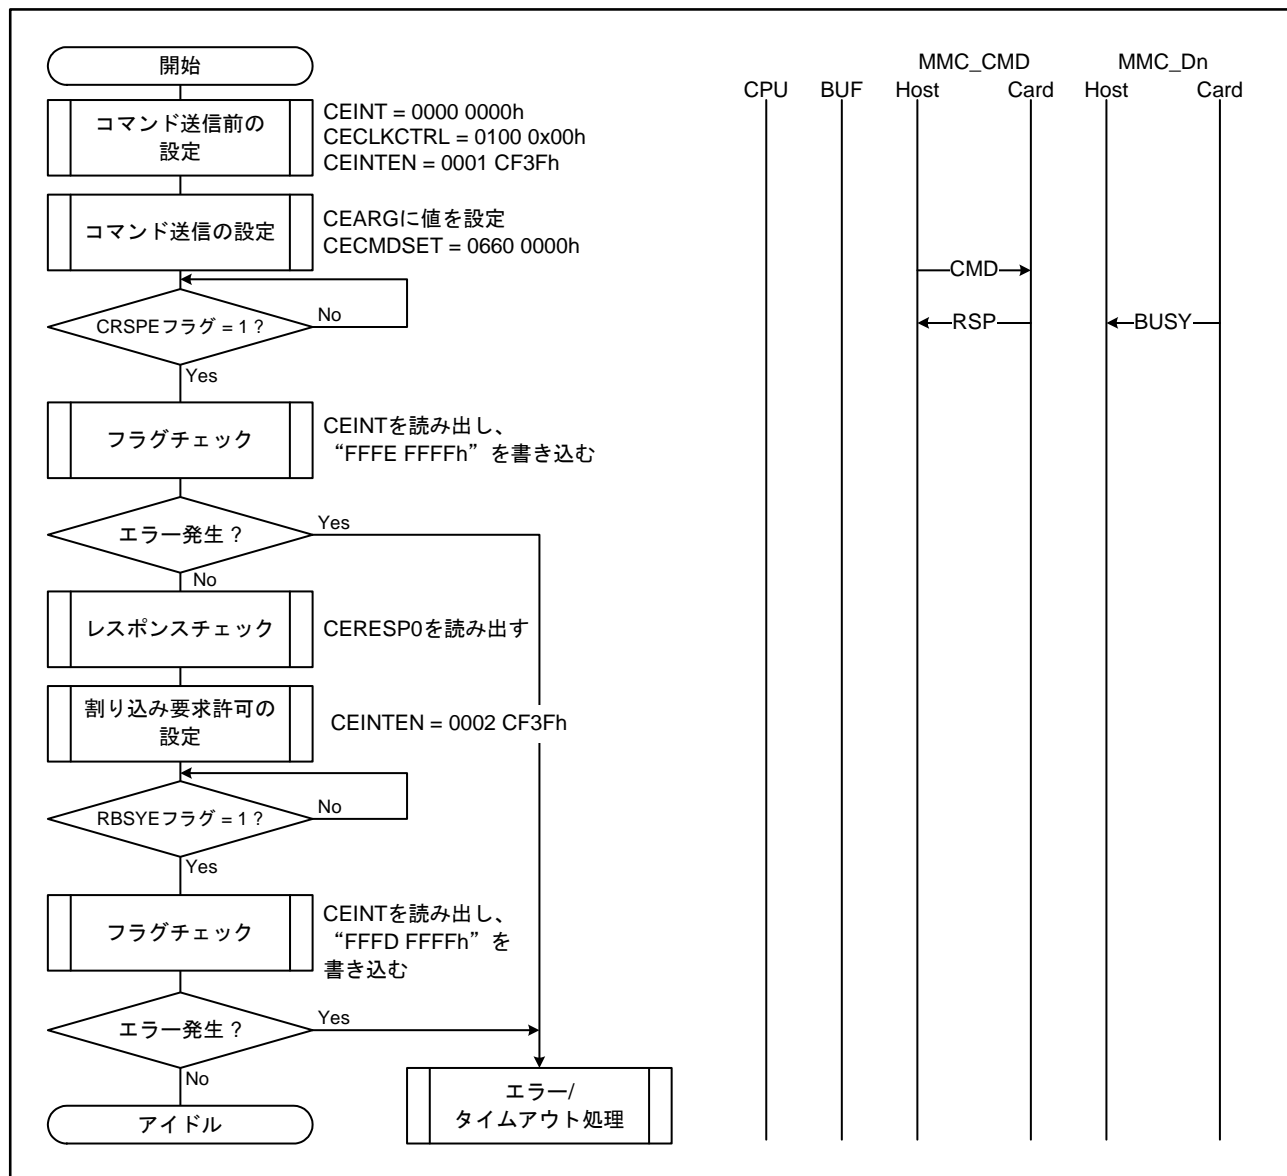 開始
コマンド送信前の
設定
CEINT = 0000 0000h
CECLKCTRL = 0100 0x00h
CEINTEN = 0001 CF3Fh
コマンド送信の設定
CEARGに値を設定
CECMDSET = 0660 0000h
CRSPEフラグ = 1 ?
No
Yes
フラグチェック
CEINTを読み出し、
“FFFE FFFFh”を書き込む
エラー発生 ?
Yes
No
レスポンスチェック
CERESP0を読み出す
割り込み要求許可の
設定
CEINTEN = 0002 CF3Fh
RBSYEフラグ = 1 ?
No
Yes
フラグチェック
CEINTを読み出し、
“FFFD FFFFh”を
書き込む
エラー発生 ?
Yes
No
アイドル
エラー/
タイムアウト処理
MMC_CMD MMC_Dn
CPU BUF Host Card Host Card
CMD
RSP BUSY